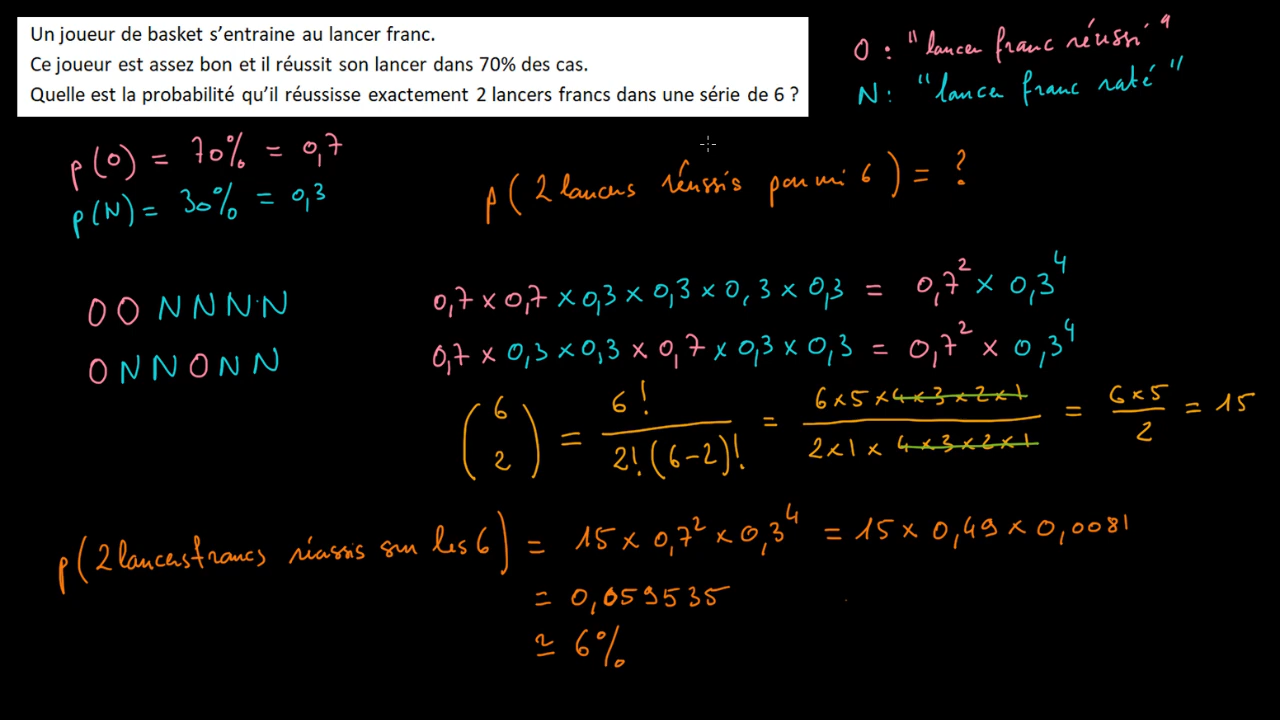 Un joueur de basket s’entraine au lancer franc.
Ce joueur est assez bon et il réussit son lancer dans 70% des cas.
Quelle est la probabilité qu’il réussisse exactement 2 lancers francs dans une série de 6 ?
O : "lancer franc réussi"
N : "lancer franc raté"
p(O) = 70% = 0,7
p(N) = 30% = 0,3
p(2 lancers réussis parmi 6) = ?
O O N N N N 0,7 × 0,7 × 0,3 × 0,3 × 0,3 × 0,3 = 0,7² × 0,3⁴
O N N O N N 0,7 × 0,3 × 0,3 × 0,7 × 0,3 × 0,3 = 0,7² × 0,3⁴
(6 2) = 6! / 2!(6-2)! = 6×5×4×3×2×1 / 2×1×4×3×2×1 = 6×5 / 2 = 15
p(2 lancers francs réussis sur les 6) = 15 × 0,7² × 0,3⁴ = 15 × 0,49 × 0,0081
= 0,059535
≃ 6%